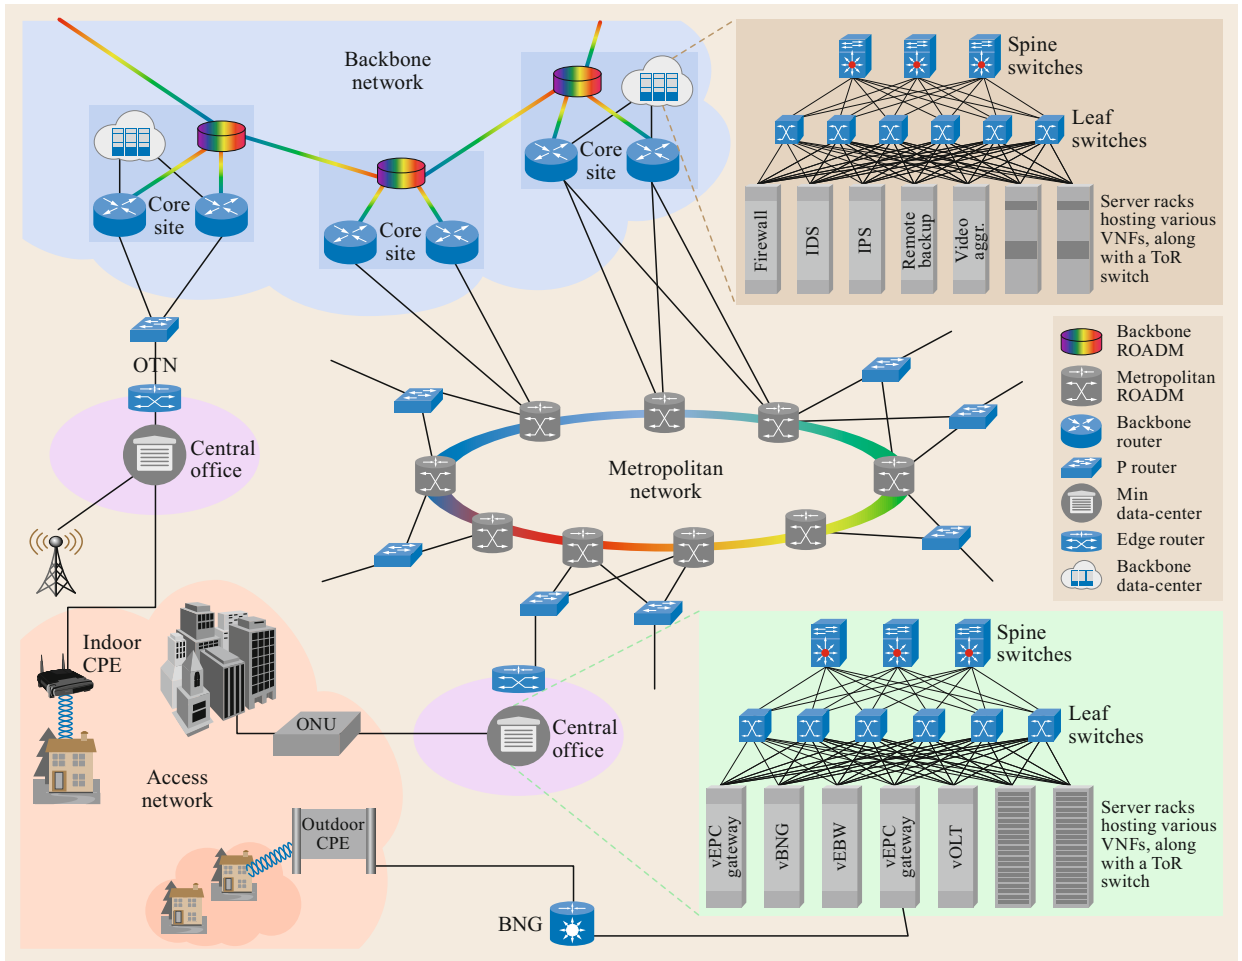 Backbone
network
Core
site
Core
site
Core
site
Spine
switches
Leaf
switches
Firewall
IDS
IPS
Remote
backup
Video
aggr.
Server racks
hosting various
VNFs, along
with a ToR
switch
OTN
Central
office
Metropolitan
network
Backbone
ROADM
Metropolitan
ROADM
Backbone
router
P router
Min
data-center
Edge router
Backbone
data-center
Indoor
CPE
ONU
Central
office
Access
network
Outdoor
CPE
BNG
Spine
switches
Leaf
switches
vEPC
gateway
vBNG
vEBW
vEPC
gateway
vOLT
Server racks
hosting various
VNFs, along
with a ToR
switch